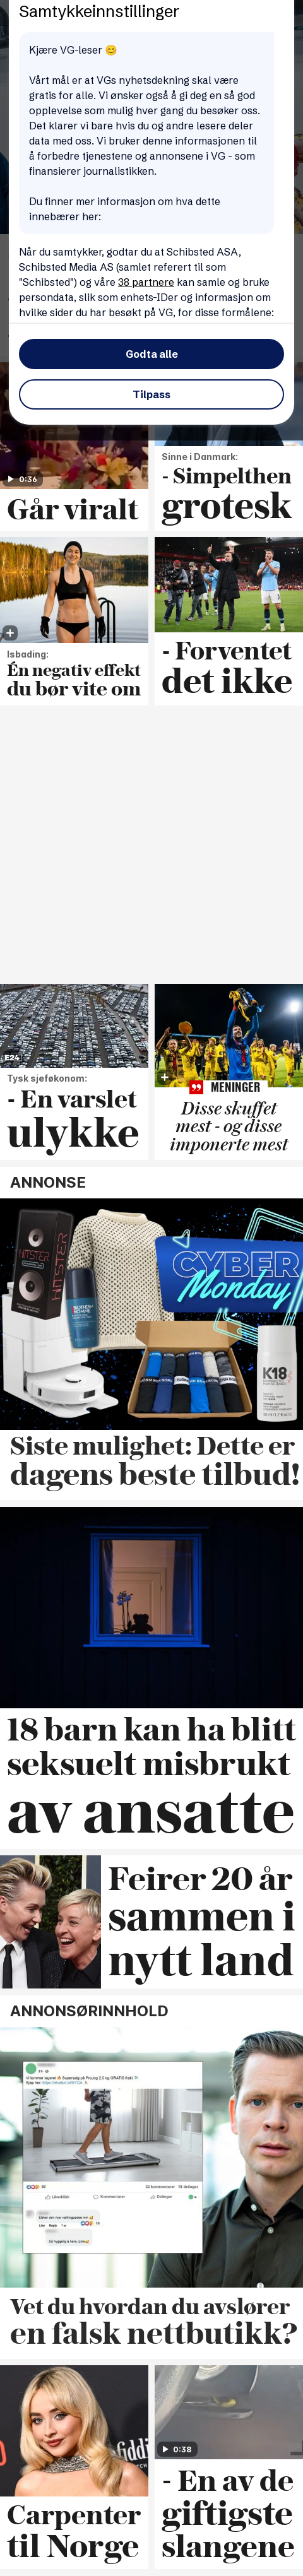 Samtykkeinnstillinger
Kjære VG-leser 😊
Vårt mål er at VGs nyhetsdekning skal være
gratis for alle. Vi ønsker også å gi deg en så god
opplevelse som mulig hver gang du besøker oss.
Det klarer vi bare hvis du og andre lesere deler
data med oss. Vi bruker denne informasjonen til
å forbedre tjenestene og annonsene i VG - som
finansierer journalistikken.
Du finner mer informasjon om hva dette
innebærer her:
Når du samtykker, godtar du at Schibsted ASA,
Schibsted Media AS (samlet referert til som
"Schibsted") og våre 38 partnere kan samle og bruke
persondata, slik som enhets-IDer og informasjon om
hvilke sider du har besøkt på VG, for disse formålene:
Godta alle
Tilpass
0:36
Går viralt
Sinne i Danmark:
- Simpelthen
grotesk
Isbading:
Én negativ effekt
du bør vite om
- Forventet
det ikke
E24
Tysk sjeføkonom:
- En varslet
ulykke
MENINGER
Disse skuffet
mest - og disse
imponerte mest
ANNONSE
HITSTER
HITSTER
CYBER
Monday
K18
Siste mulighet: Dette er
dagens beste tilbud!
18 barn kan ha blitt
seksuelt misbrukt
av ansatte
Feirer 20 år
sammen i
nytt land
ANNONSØRINNHOLD
Vet du hvordan du avslører
en falsk nettbutikk?
Carpenter
til Norge
0:38
- En av de
giftigste
slangene